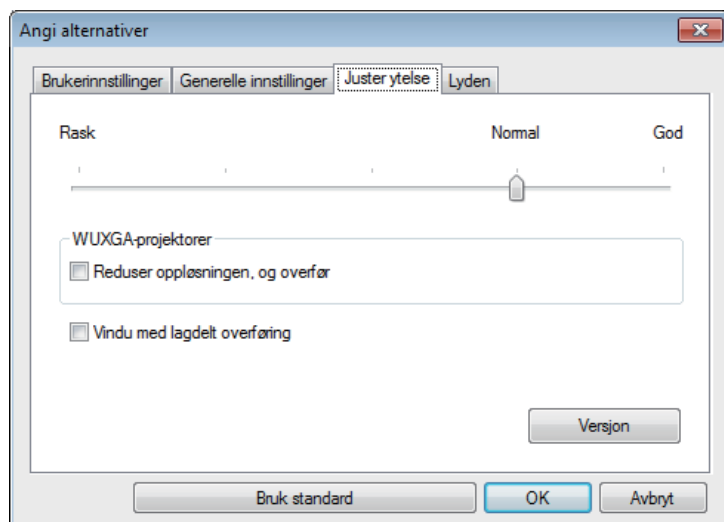 Angi alternativer
Brukerinnstillinger Generelle innstillinger Juster ytelse Lyden
Rask Normal God
WUXGA-projektorer
Reduser oppløsningen, og overfør
Vindu med lagdelt overføring
Versjon
Bruk standard OK Avbryt